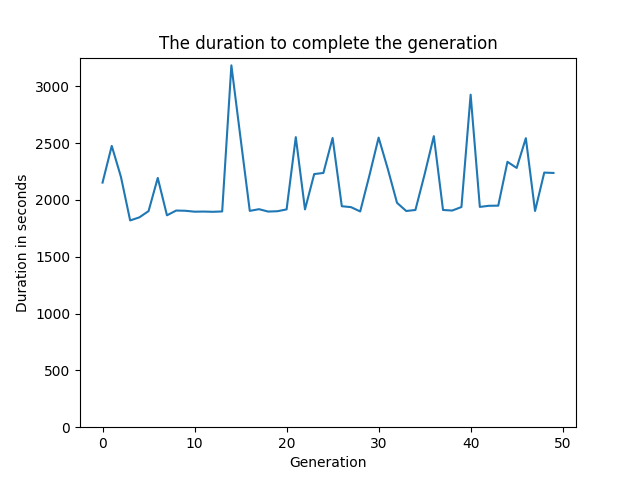 The duration to complete the generation
3000
2500
2000
1500
1000
500
0
Duration in seconds
0 10 20 30 40 50
Generation